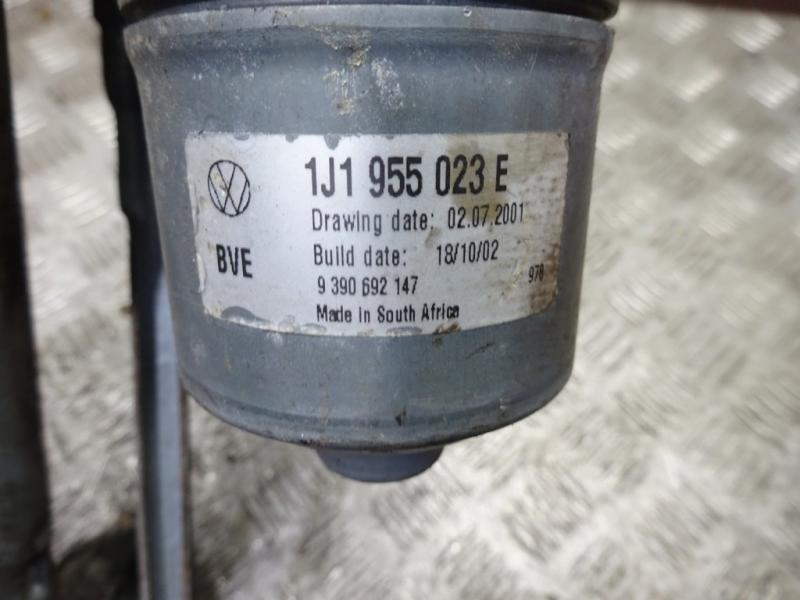 1J1 955 023 E
Drawing date: 02.07.2001
BVE
Build date: 18/10/02
9 390 692 147
978
Made in South Africa